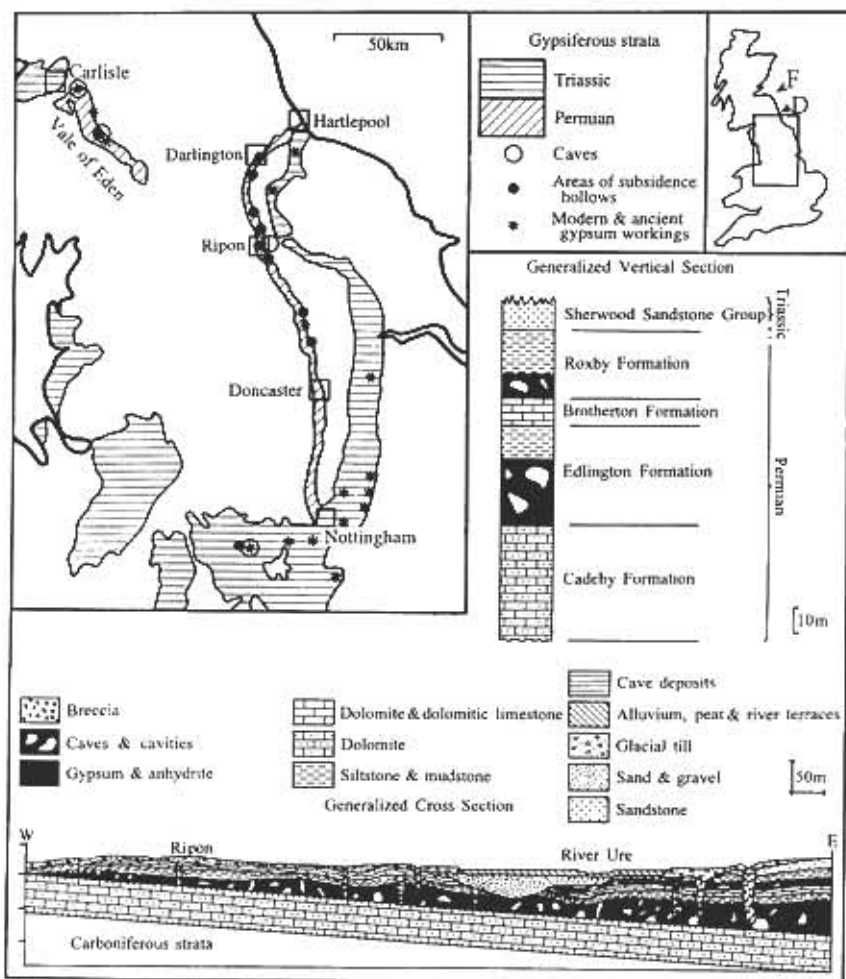 50km
Carlisle
Vale of Eden
Hartlepool
Darlington
Ripon
Doncaster
Nottingham
Gypsiferous strata
Triassic
Permian
Caves
Areas of subsidence
hollows
Modern & ancient
gypsum workings
F
D
Generalized Vertical Section
Sherwood Sandstone Group
Roxby Formation
Brotherton Formation
Edlington Formation
Cadeby Formation
Triassic
Permian
10m
Breccia
Caves & cavities
Gypsum & anhydrite
Dolomite & dolomitic limestone
Dolomite
Siltstone & mudstone
Cave deposits
Alluvium, peat & river terraces
Glacial till
Sand & gravel
Sandstone
50m
Generalized Cross Section
W
Ripon
River Ure
E
Carboniferous strata